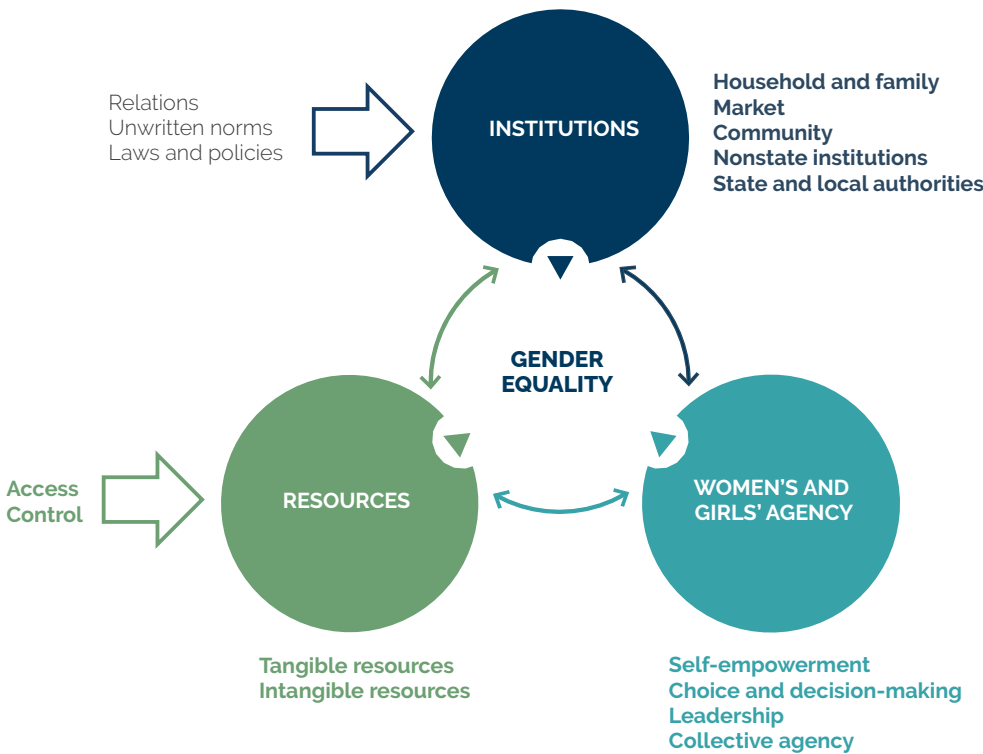 Relations
Unwritten norms
Laws and policies
INSTITUTIONS
Household and family
Market
Community
Nonstate institutions
State and local authorities
GENDER
EQUALITY
Access
Control
RESOURCES
WOMEN’S AND
GIRLS’ AGENCY
Tangible resources
Intangible resources
Self-empowerment
Choice and decision-making
Leadership
Collective agency